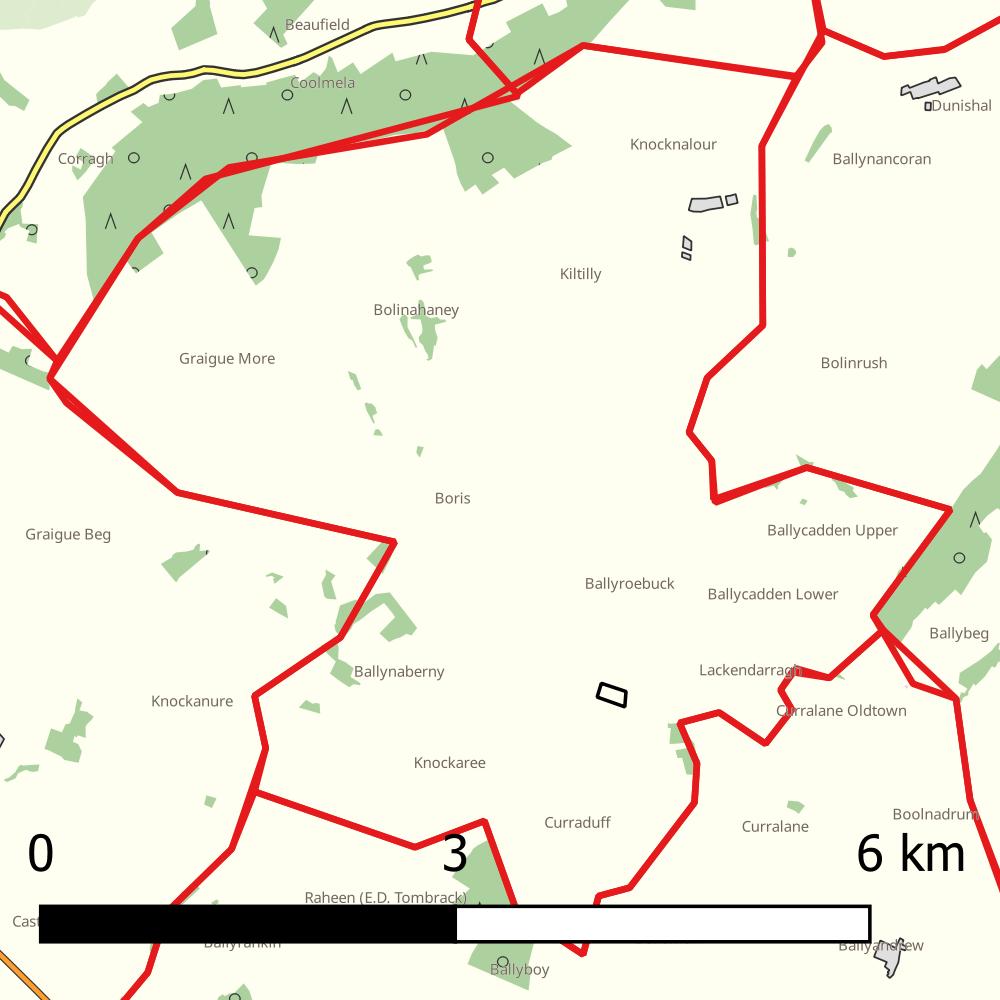 Beaufield
Coolmela
Dunishal
Knocknalour
Corragh
Ballynancoran
Kiltilly
Bolinahaney
Graigue More
Bolinrush
Boris
Graigue Beg
Ballycadden Upper
Ballyroebuck
Ballycadden Lower
Ballybeg
Ballynaberny
Lackendarragh
Knockanure
Curralane Oldtown
Knockaree
Boolnadrum
Curraduff
Curralane
0 3 6 km
Raheen (E.D. Tombrack)
Cast
Ballyrankin
Ballyandrew
Ballyboy